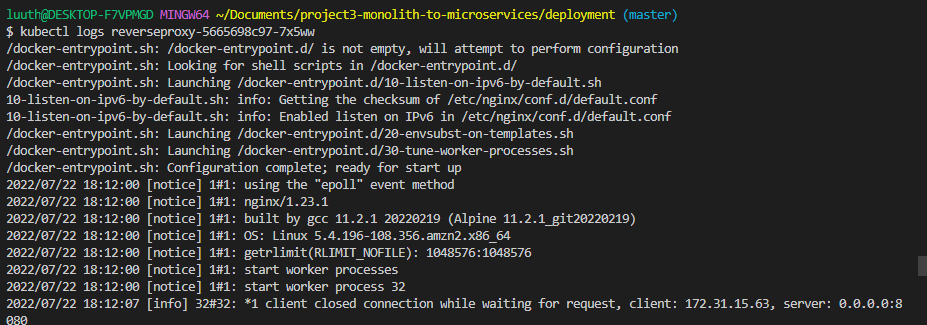 luuth@DESKTOP-F7VPMGD MINGW64 ~/Documents/project3-monolith-to-microservices/deployment (master)
$ kubectl logs reverseproxy-5665698c97-7x5ww
/docker-entrypoint.sh: /docker-entrypoint.d/ is not empty, will attempt to perform configuration
/docker-entrypoint.sh: Looking for shell scripts in /docker-entrypoint.d/
/docker-entrypoint.sh: Launching /docker-entrypoint.d/10-listen-on-ipv6-by-default.sh
10-listen-on-ipv6-by-default.sh: info: Getting the checksum of /etc/nginx/conf.d/default.conf
10-listen-on-ipv6-by-default.sh: info: Enabled listen on IPv6 in /etc/nginx/conf.d/default.conf
/docker-entrypoint.sh: Launching /docker-entrypoint.d/20-envsubst-on-templates.sh
/docker-entrypoint.sh: Launching /docker-entrypoint.d/30-tune-worker-processes.sh
/docker-entrypoint.sh: Configuration complete; ready for start up
2022/07/22 18:12:00 [notice] 1#1: using the "epoll" event method
2022/07/22 18:12:00 [notice] 1#1: nginx/1.23.1
2022/07/22 18:12:00 [notice] 1#1: built by gcc 11.2.1 20220219 (Alpine 11.2.1_git20220219)
2022/07/22 18:12:00 [notice] 1#1: OS: Linux 5.4.196-108.356.amzn2.x86_64
2022/07/22 18:12:00 [notice] 1#1: getrlimit(RLIMIT_NOFILE): 1048576:1048576
2022/07/22 18:12:00 [notice] 1#1: start worker processes
2022/07/22 18:12:00 [notice] 1#1: start worker process 32
2022/07/22 18:12:07 [info] 32#32: *1 client closed connection while waiting for request, client: 172.31.15.63, server: 0.0.0.0:8
080